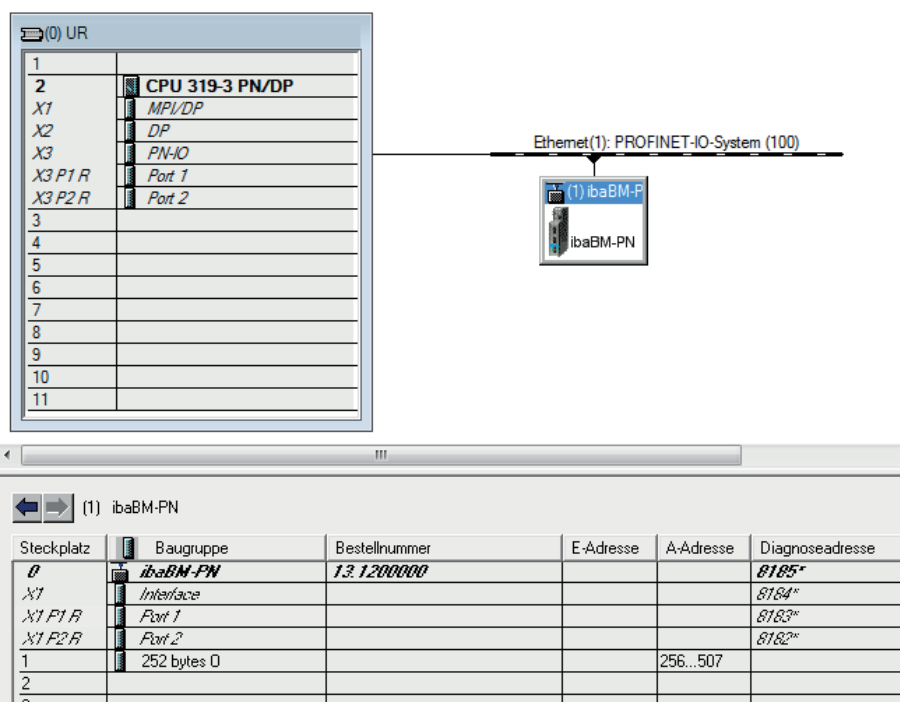 (0) UR
1
2 CPU 319-3 PN/DP
X1 MPI/DP
X2 DP
X3 PN-IO
X3 P1 R Port 1
X3 P2 R Port 2
3
4
5
6
7
8
9
10
11
Ethernet(1): PROFINET-IO-System (100)
(1) ibaBM-P
ibaBM-PN
(1) ibaBM-PN
Steckplatz Baugruppe Bestellnummer E-Adresse A-Adresse Diagnoseadresse
0 ibaBM-PN 13.1200000 8185*
X1 Interface 8184*
X1 P1 R Port 1 8183*
X1 P2 R Port 2 8182*
1 252 bytes O 256...507
2